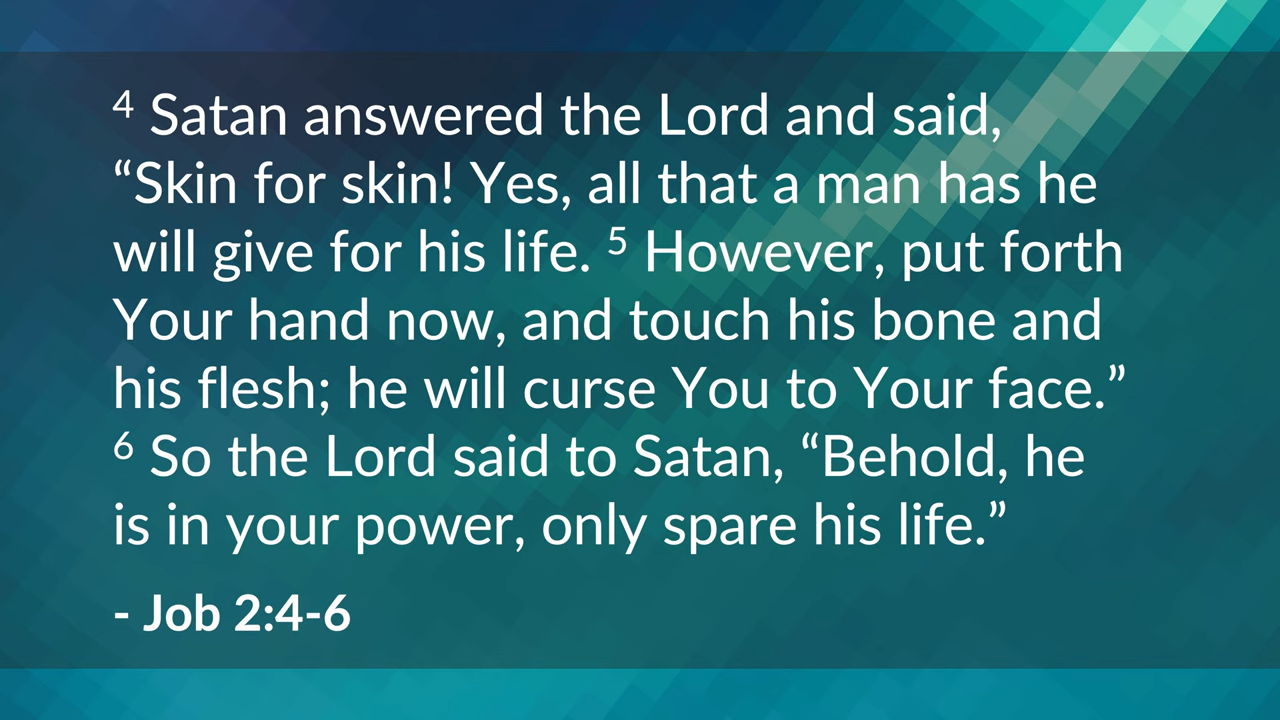 4 Satan answered the Lord and said,
“Skin for skin! Yes, all that a man has he
will give for his life. 5 However, put forth
Your hand now, and touch his bone and
his flesh; he will curse You to Your face.”
6 So the Lord said to Satan, “Behold, he
is in your power, only spare his life.”
- Job 2:4-6